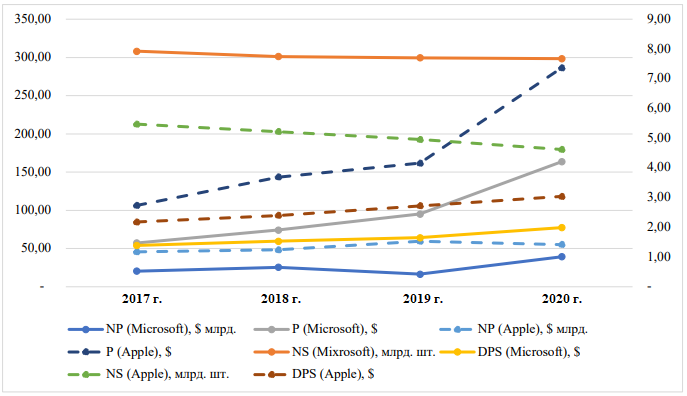 350,00 9,00
300,00 8,00
250,00 7,00
200,00 6,00
150,00 5,00
100,00 4,00
50,00 3,00
- 2,00
1,00
-
2017 г. 2018 г. 2019 г. 2020 г.
NP (Microsoft), $ млрд. P (Microsoft), $ NP (Apple), $ млрд.
P (Apple), $ NS (Mixrosoft), млрд. шт. DPS (Microsoft), $
NS (Apple), млрд. шт. DPS (Apple), $